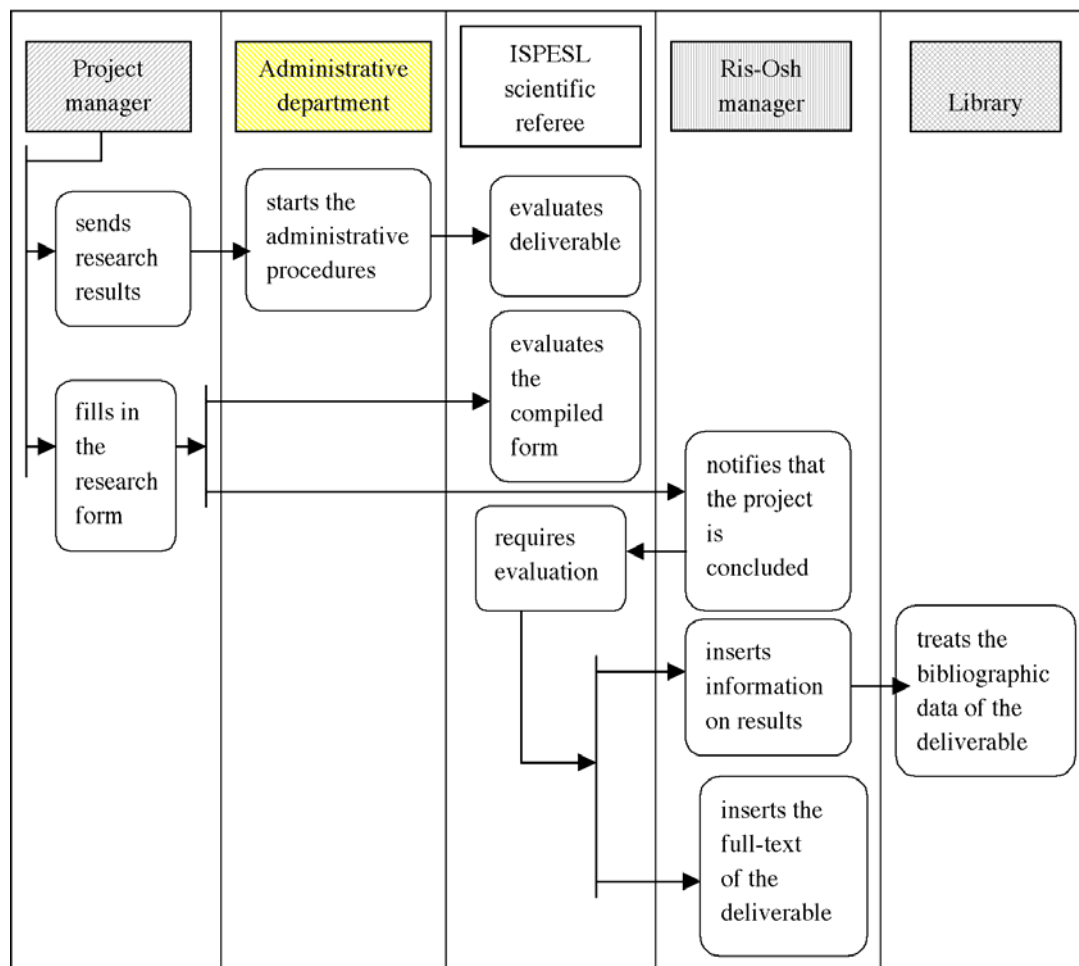 Project
manager
Administrative
department
ISPESL
scientific
referee
Ris-Osh
manager
Library
sends
research
results
starts the
administrative
procedures
evaluates
deliverable
fills in
the
research
form
evaluates
the
compiled
form
notifies that
the project
is
concluded
requires
evaluation
inserts
information
on results
treats the
bibliographic
data of the
deliverable
inserts the
full-text
of the
deliverable